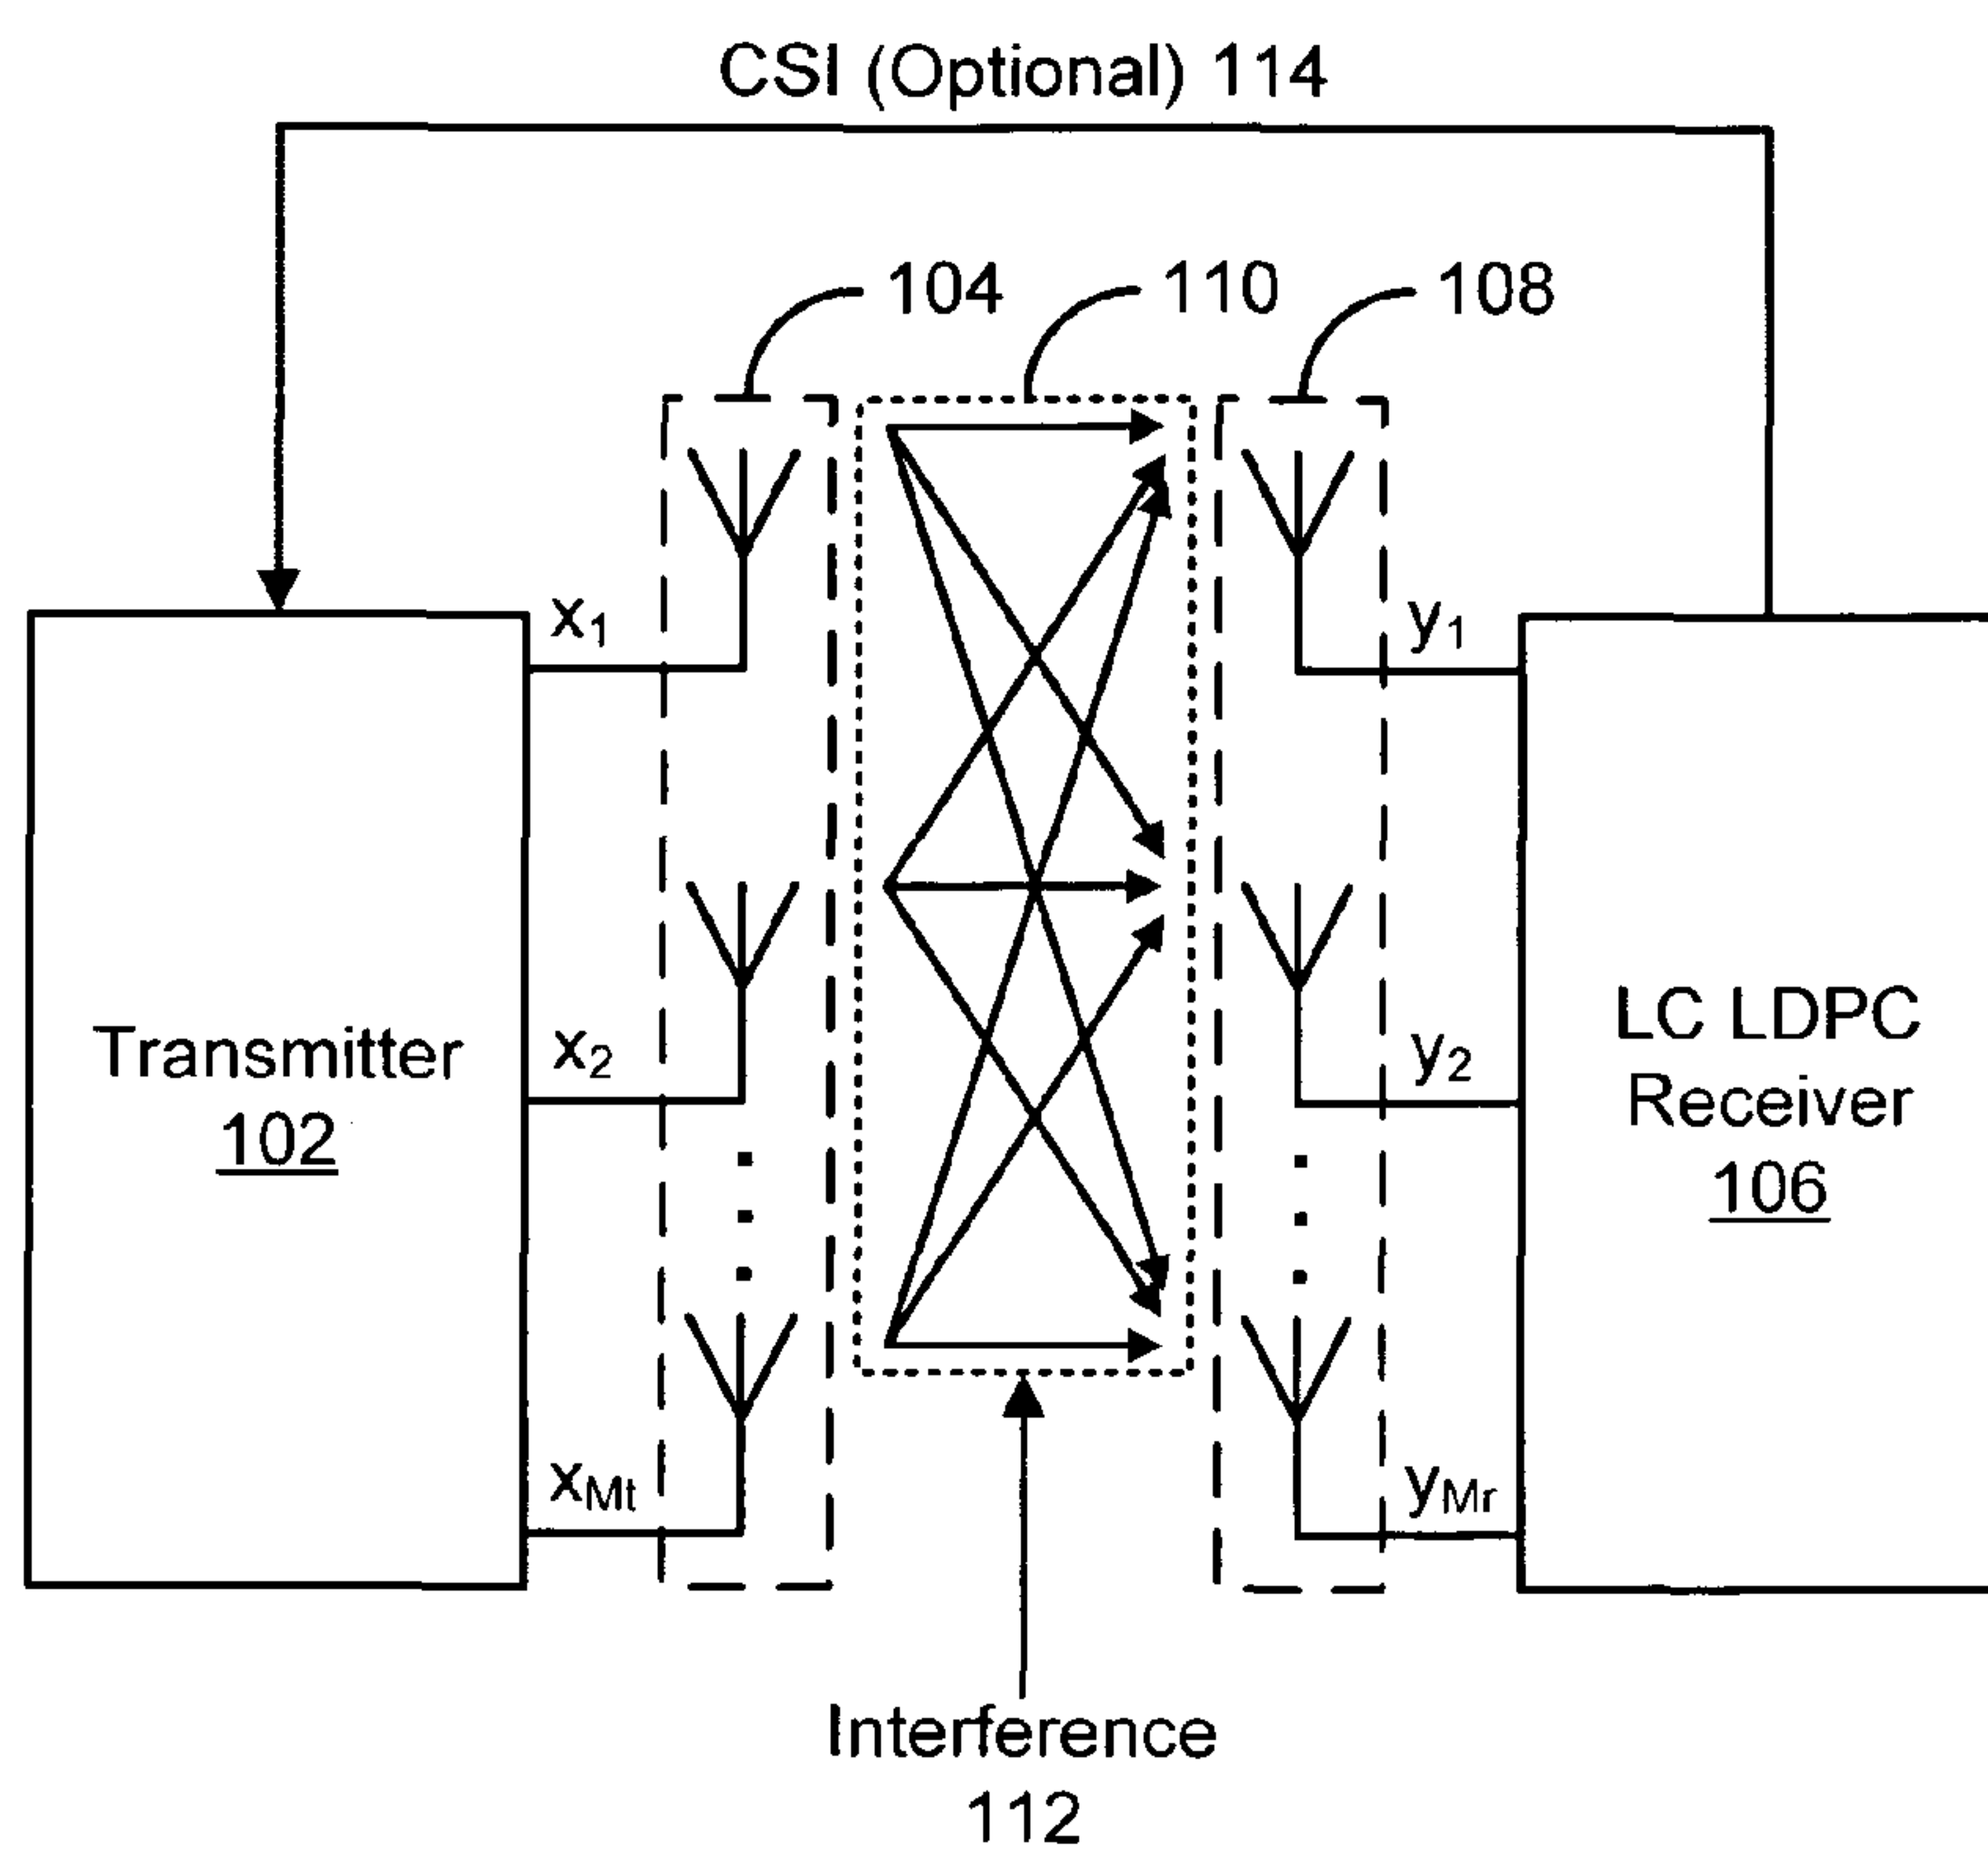 CSI (Optional) 114
104
110
108
x1
y1
Transmitter
102
x2
y2
LC LDPC
Receiver
106
xMt
yMr
Interference
112